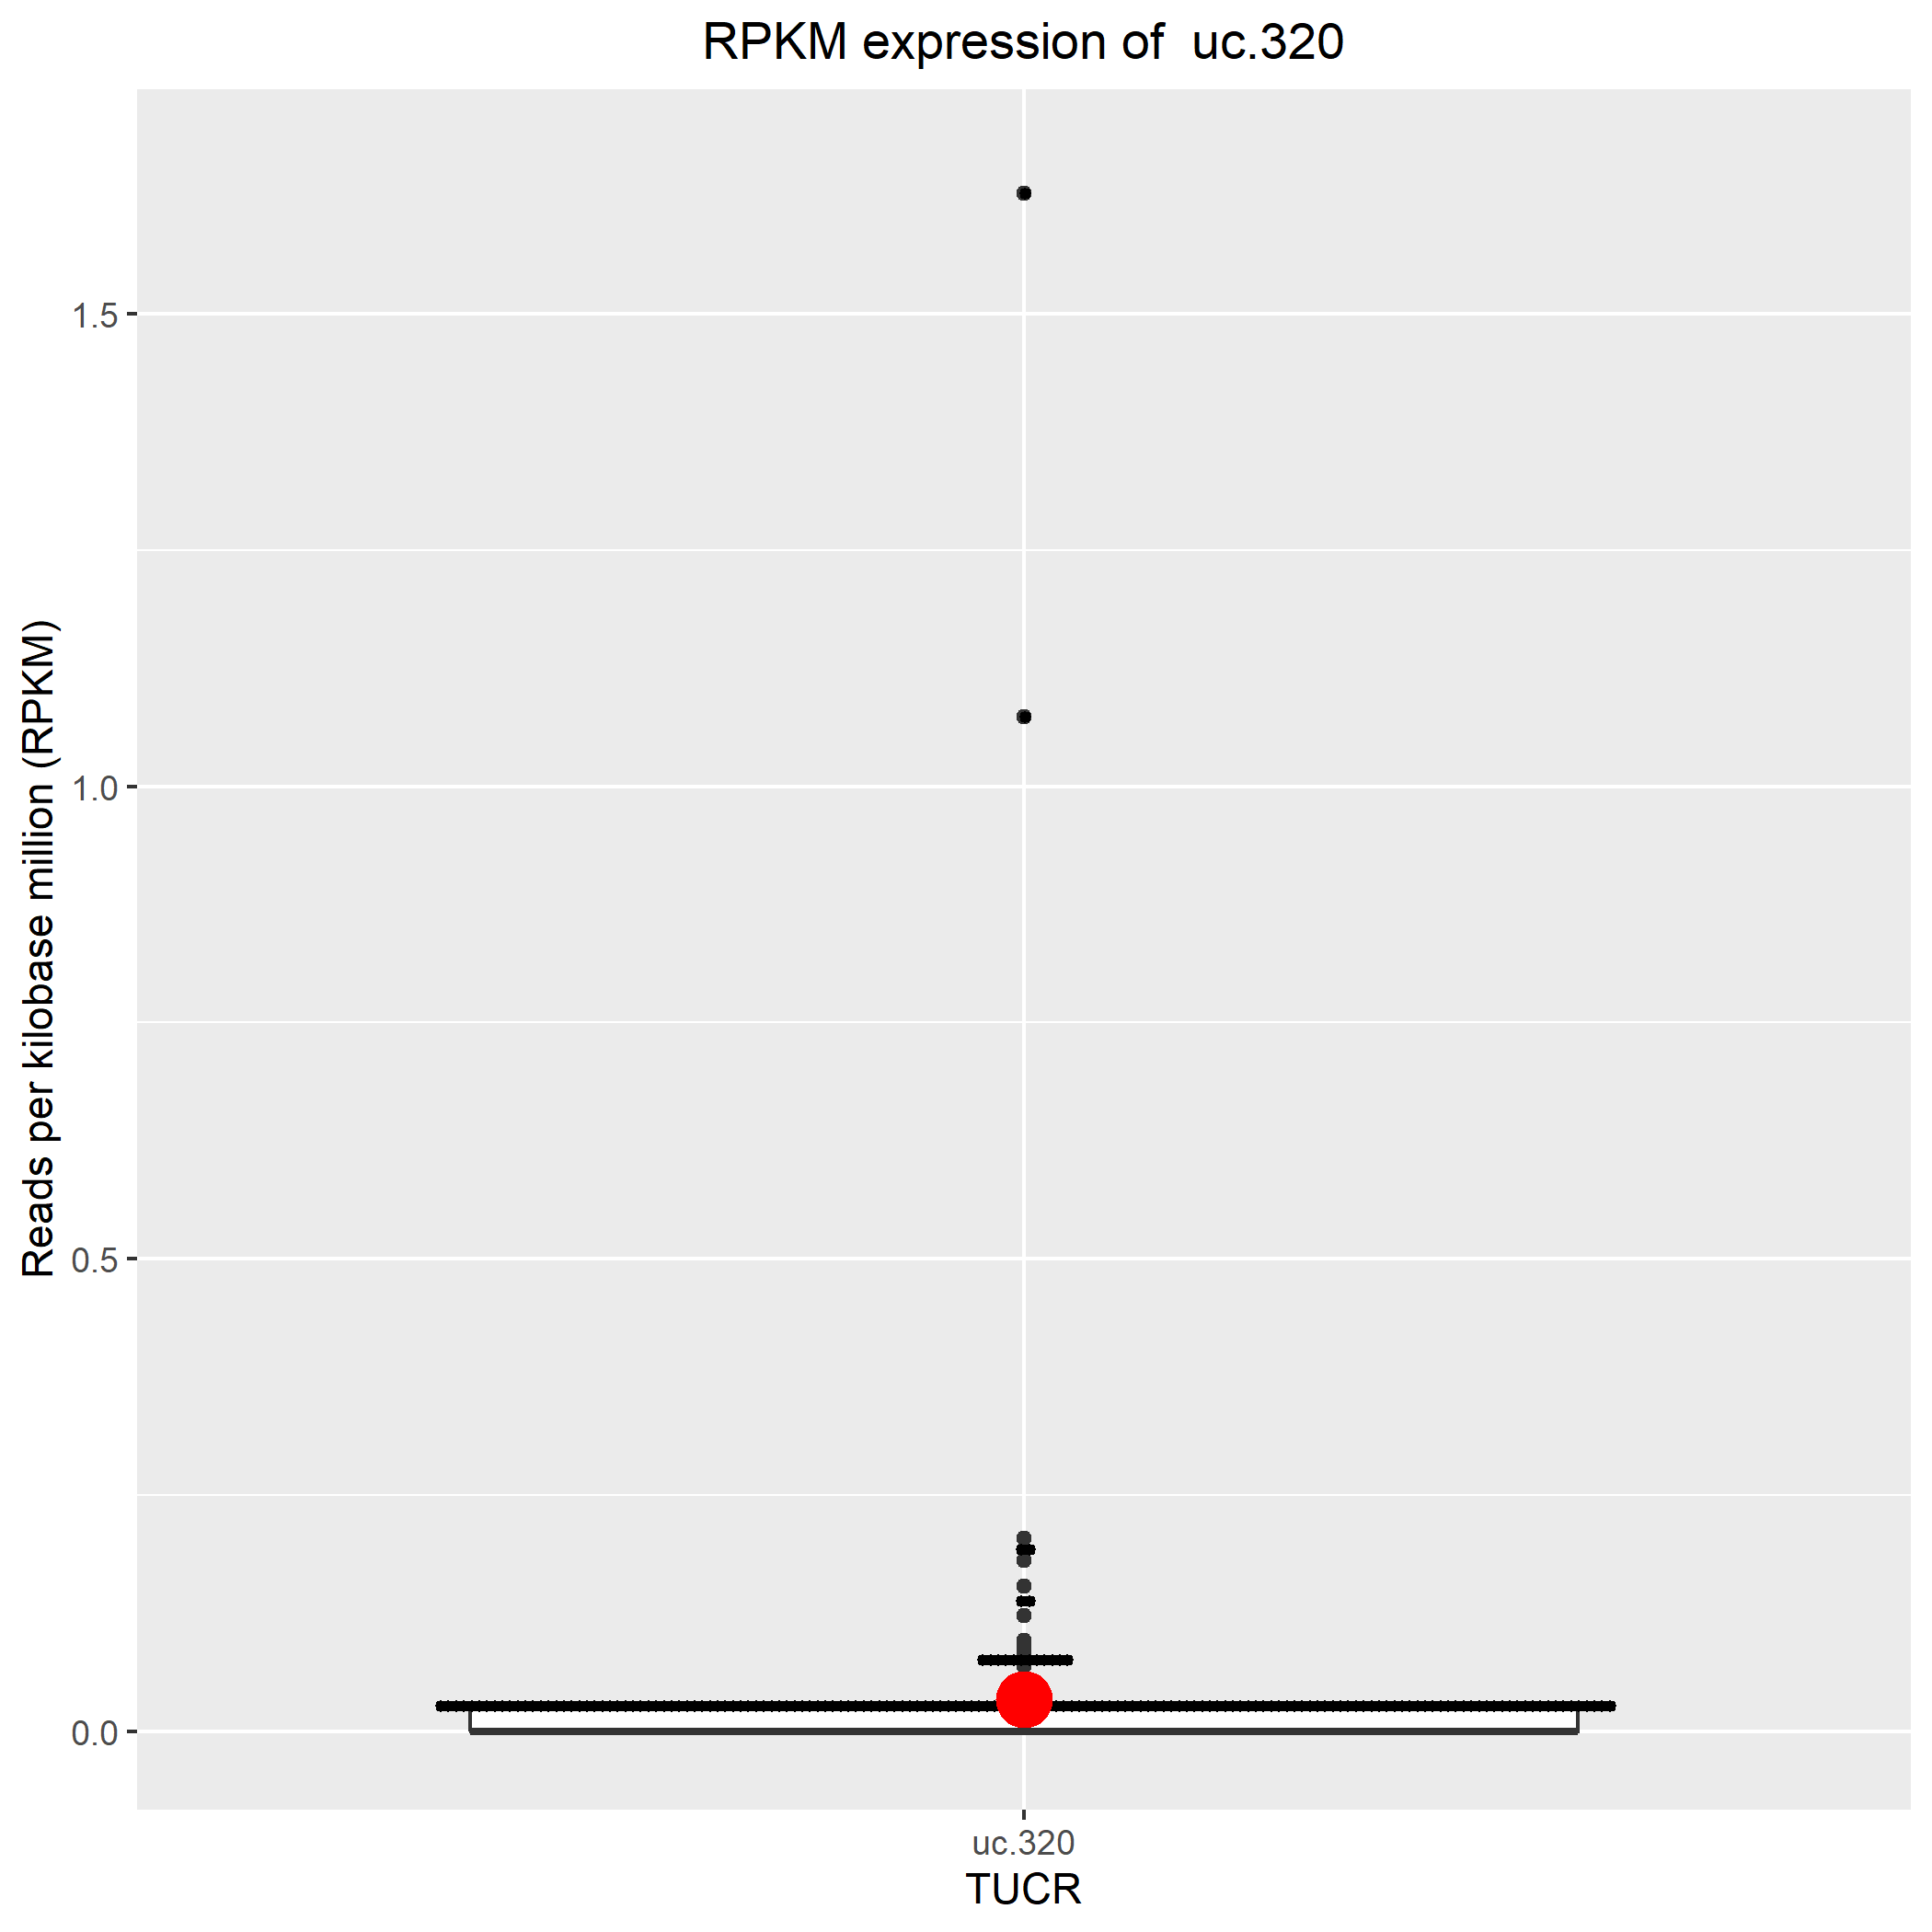 RPKM expression of  uc.320
Reads per kilobase million (RPKM)
1.5
1.0
0.5
0.0
uc.320
TUCR